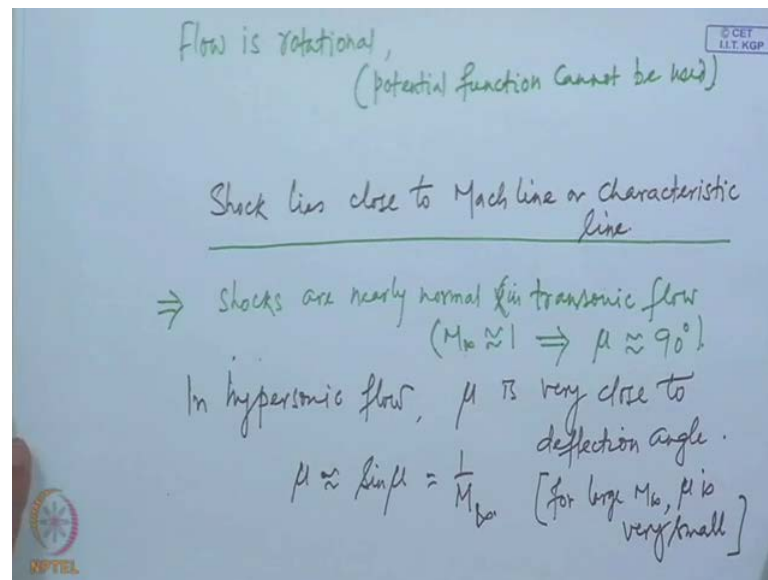 Flow is rotational,
© CET
I.I.T. KGP
(potential function cannot be used)
Shock lies close to Mach line or characteristic
line.
⇒ Shocks are nearly normal in transonic flow
(M∞ ≈ 1 ⇒ μ ≈ 90°).
In hypersonic flow, μ is very close to
deflection angle.
μ ≈ Sin μ = 1/M∞ [for large M∞, μ is
very small]
NPTEL